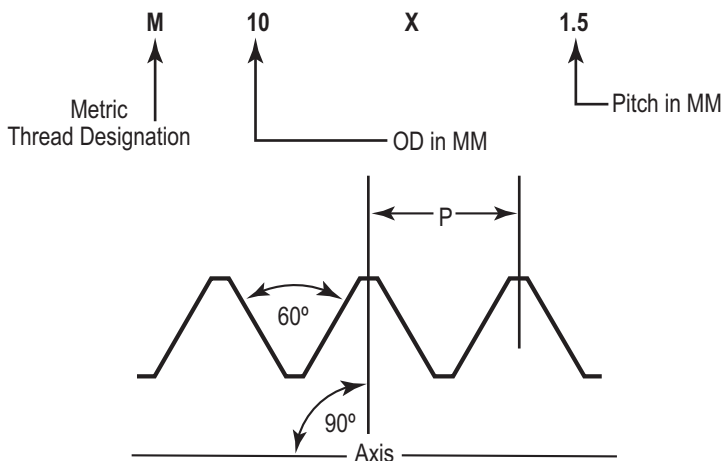 M 10 X 1.5
Metric
Thread Designation
OD in MM
Pitch in MM
P
60º
90º
Axis